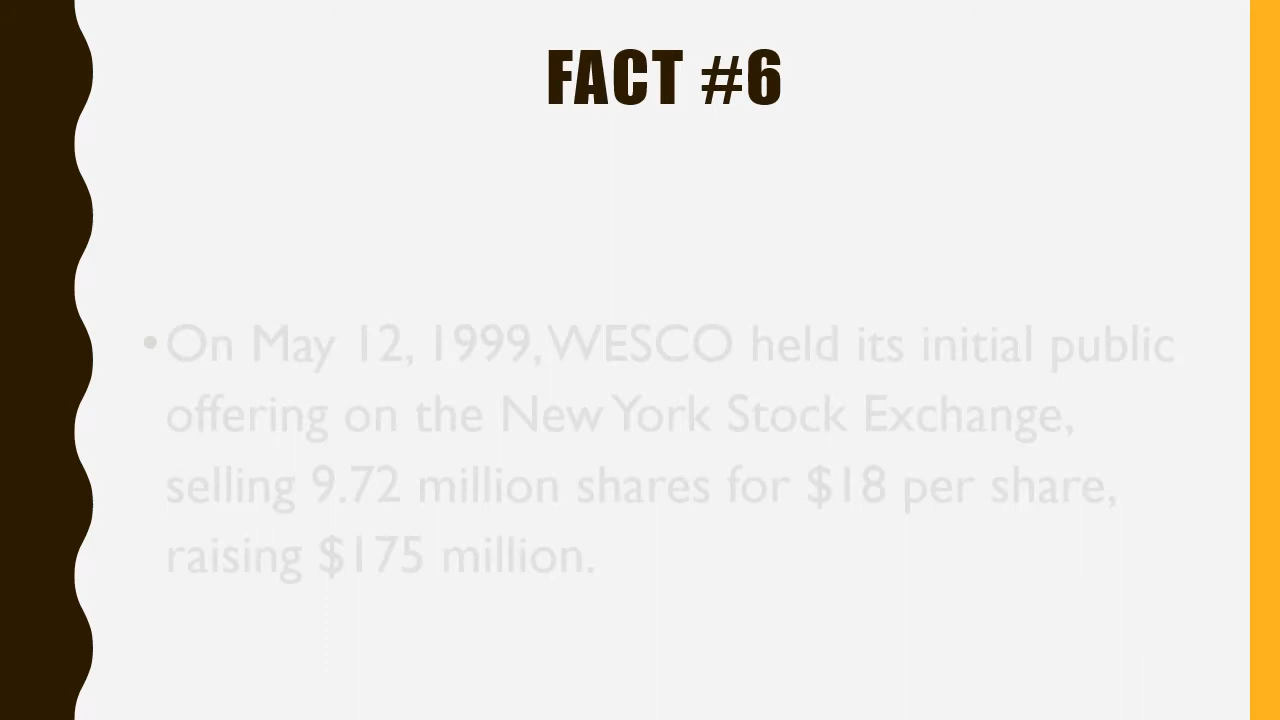 FACT #6
• On May 12, 1999, WESCO held its initial public
offering on the New York Stock Exchange,
selling 9.72 million shares for $18 per share,
raising $175 million.